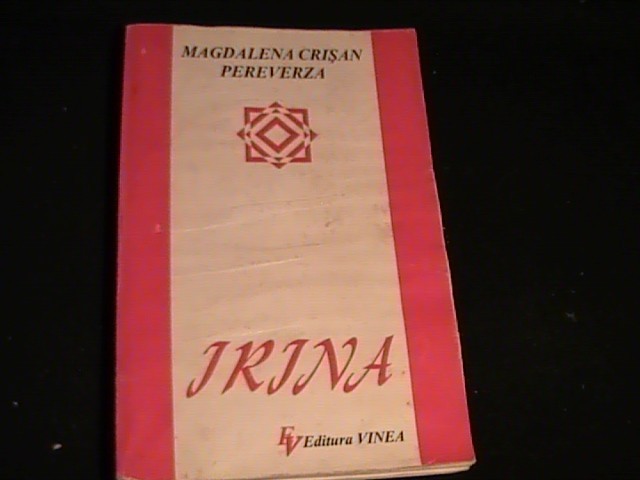 MAGDALENA CRIŞAN
PEREVERZA
IRINA
EV Editura VINEA